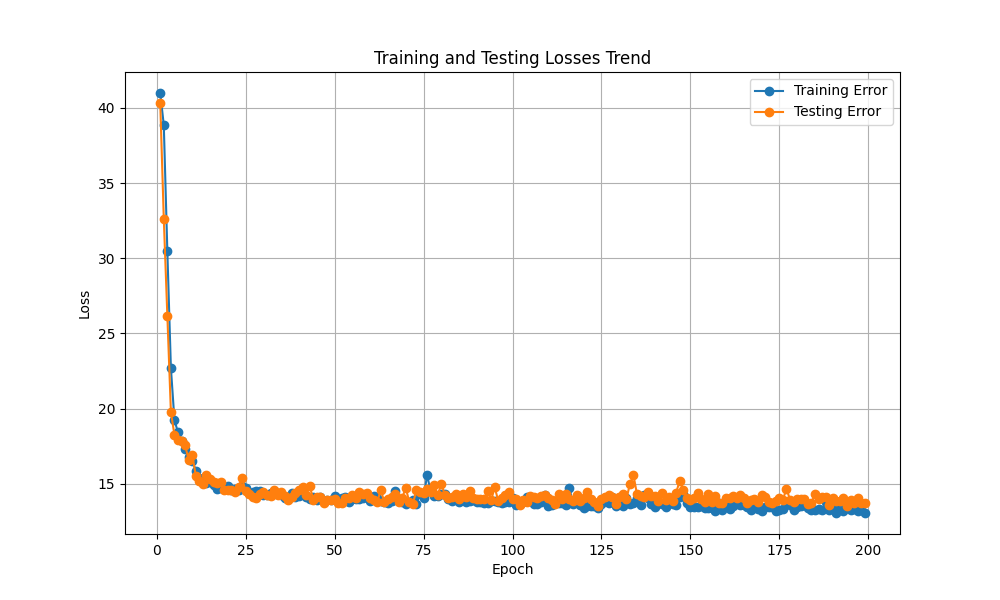 Training and Testing Losses Trend
Training Error
Testing Error
40
35
30
25
20
15
Loss
0 25 50 75 100 125 150 175 200
Epoch